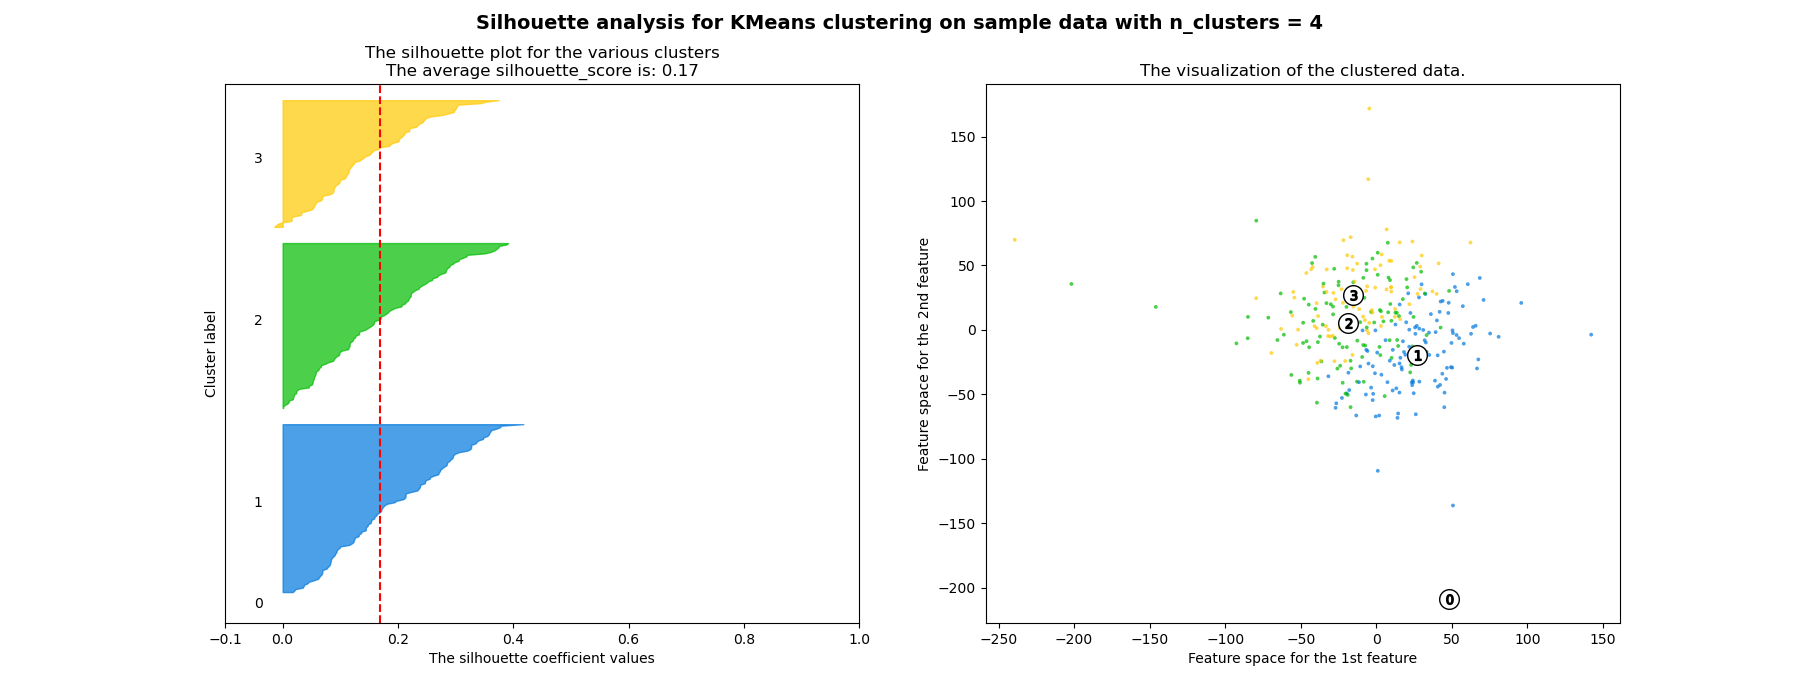 Silhouette analysis for KMeans clustering on sample data with n_clusters = 4
The silhouette plot for the various clusters
The average silhouette_score is: 0.17
3
2
1
0
Cluster label
−0.1 0.0 0.2 0.4 0.6 0.8 1.0
The silhouette coefficient values
The visualization of the clustered data.
150
100
50
0
−50
−100
−150
−200
Feature space for the 2nd feature
3
2
1
0
−250 −200 −150 −100 −50 0 50 100 150
Feature space for the 1st feature